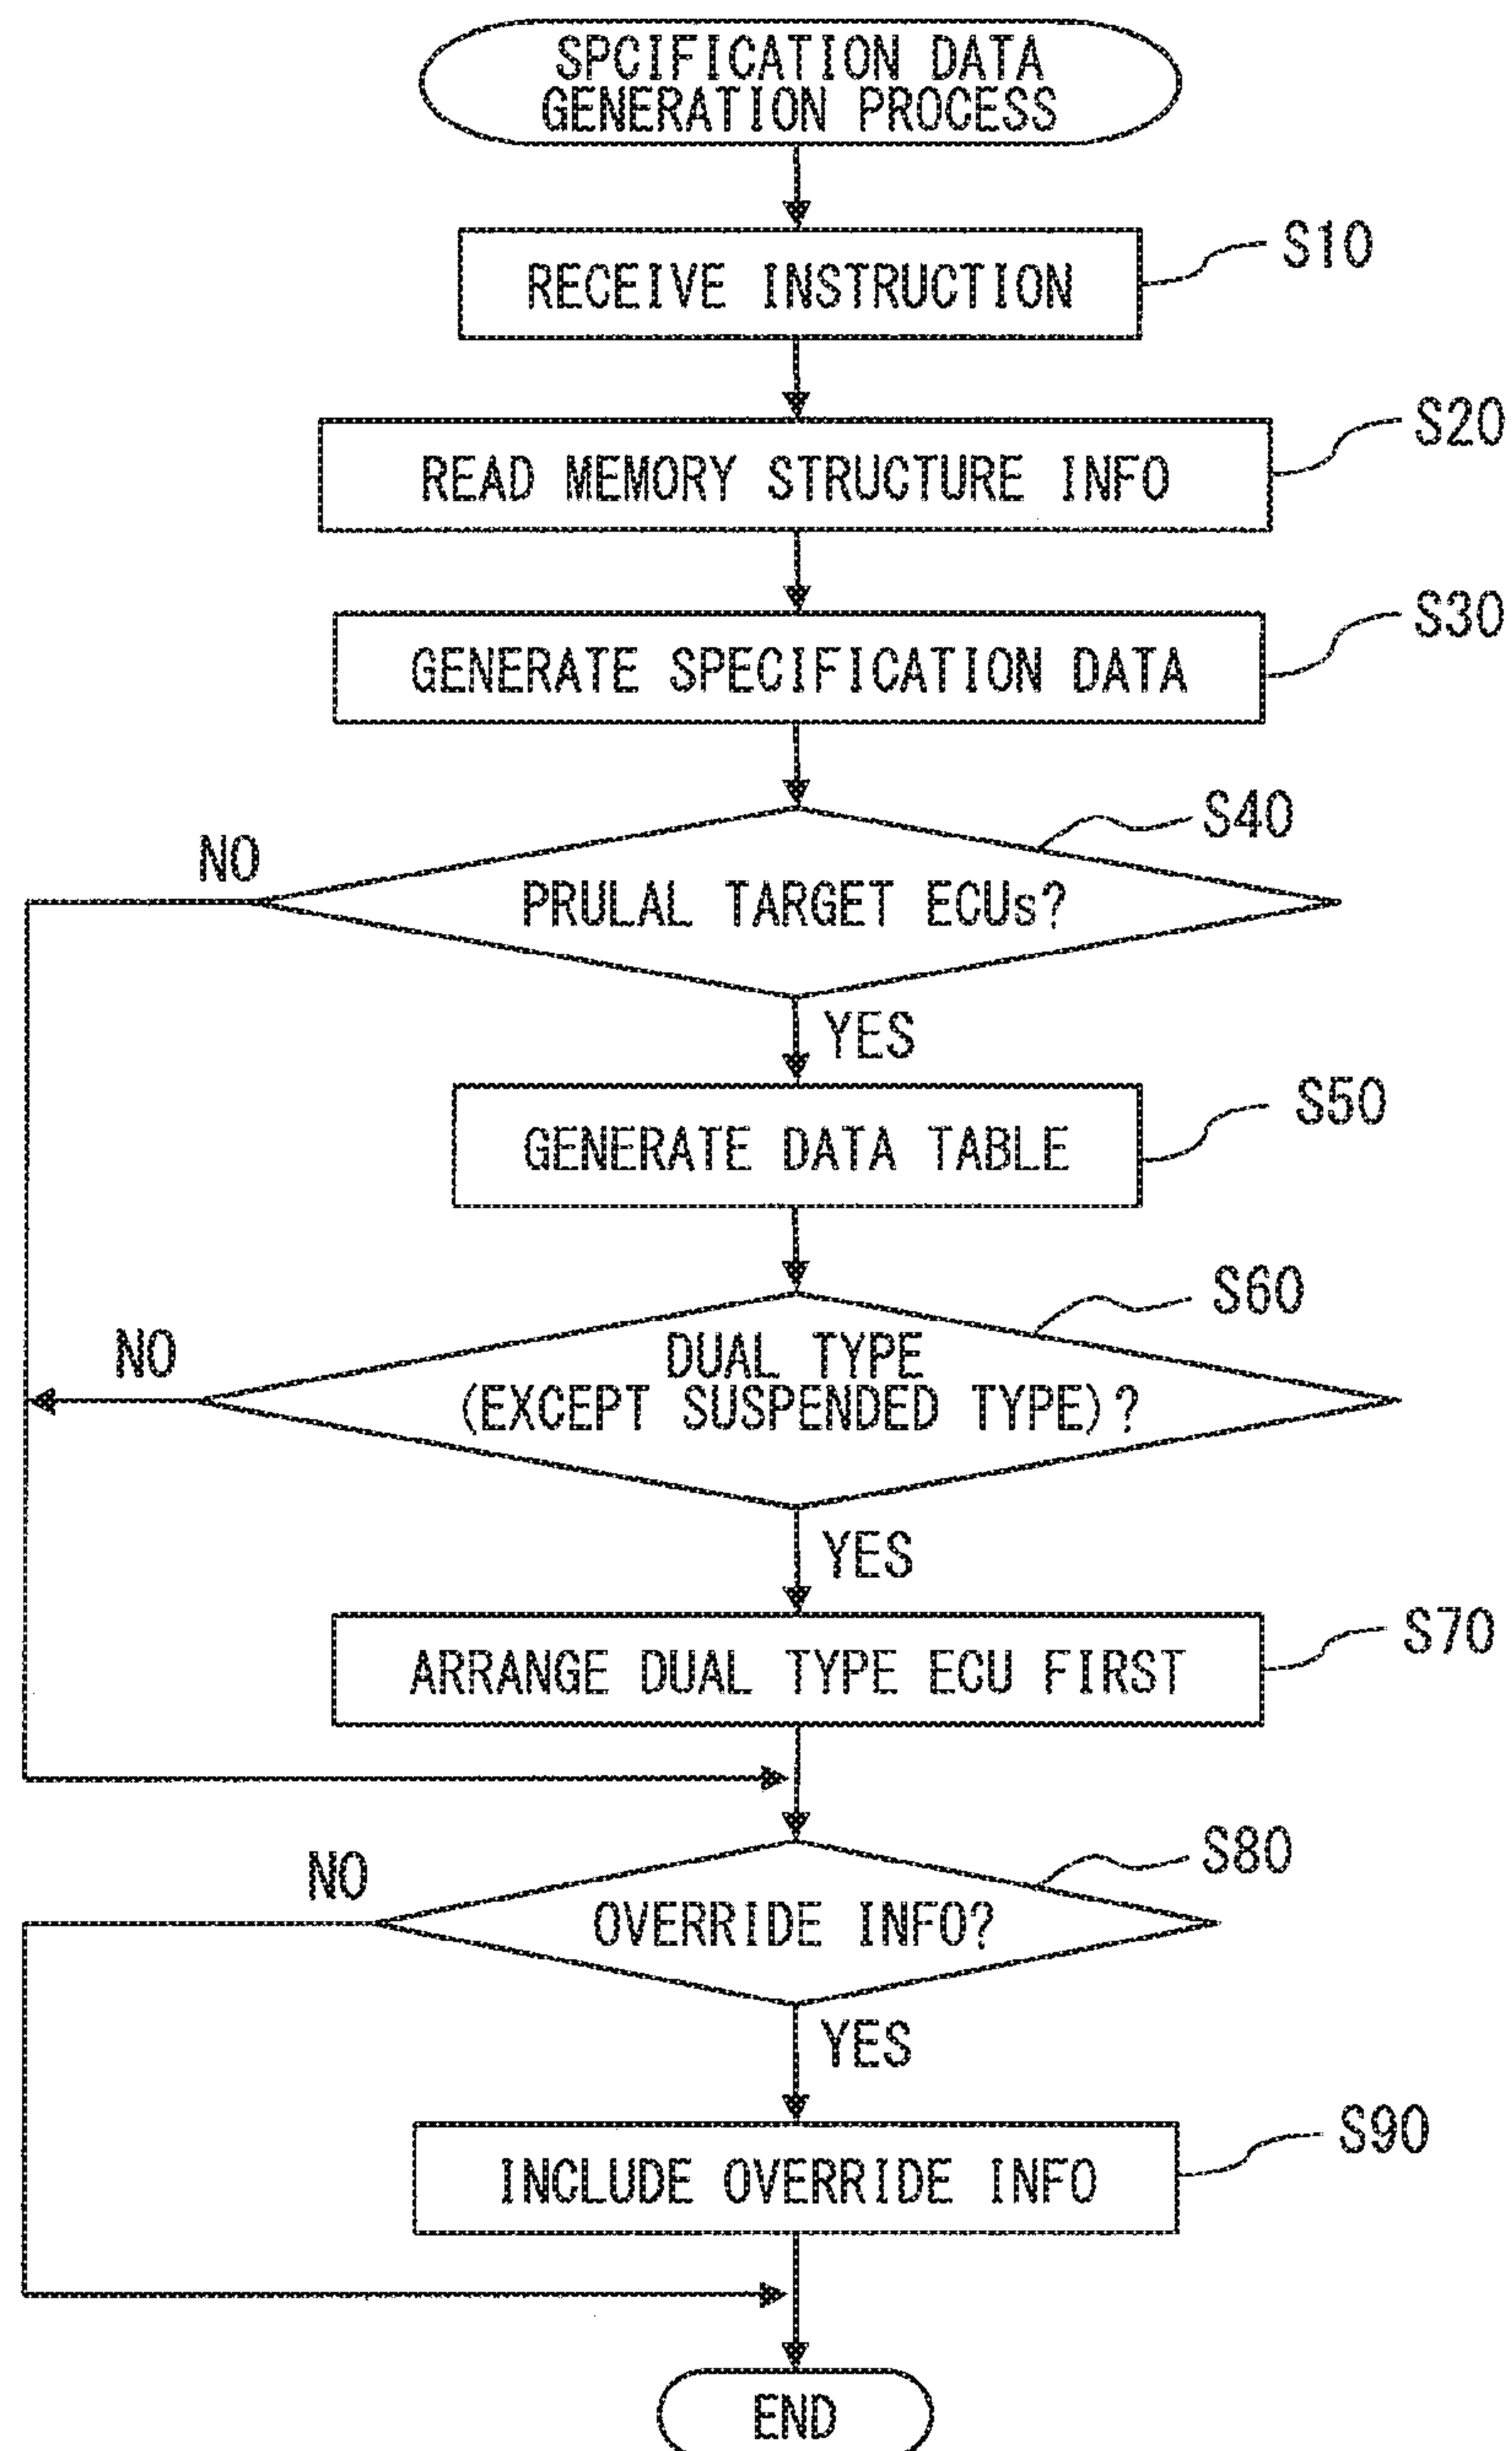 SPCIFICATION DATA
GENERATION PROCESS
S10
RECEIVE INSTRUCTION
S20
READ MEMORY STRUCTURE INFO
S30
GENERATE SPECIFICATION DATA
S40
NO
PRULAL TARGET ECUs?
YES
S50
GENERATE DATA TABLE
S60
NO
DUAL TYPE
(EXCEPT SUSPENDED TYPE)?
YES
S70
ARRANGE DUAL TYPE ECU FIRST
S80
NO
OVERRIDE INFO?
YES
S90
INCLUDE OVERRIDE INFO
END